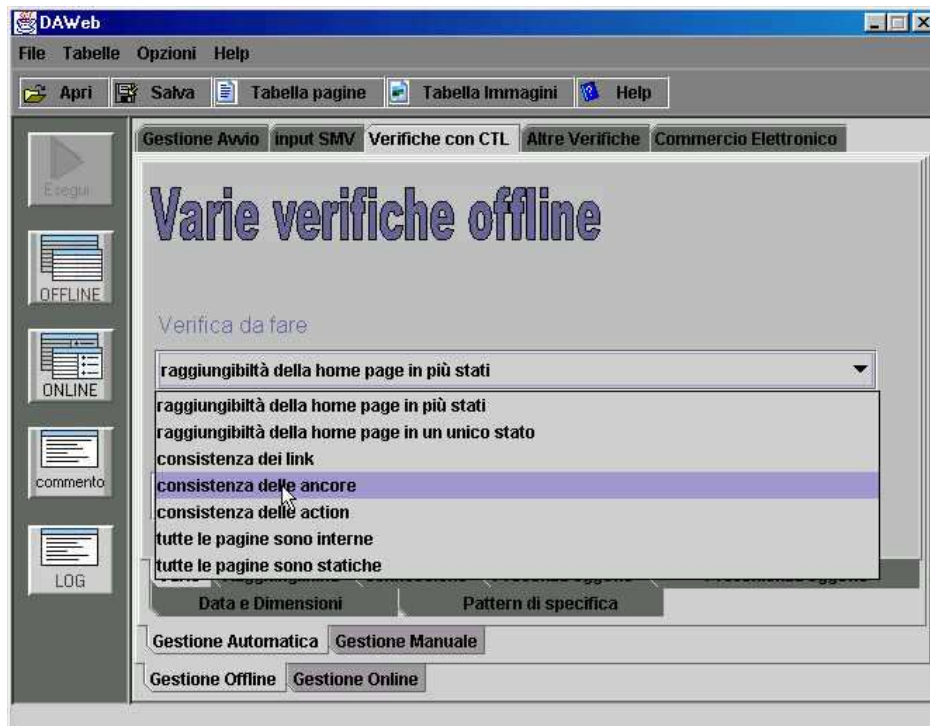 DAWeb
File Tabelle Opzioni Help
Apri Salva Tabella pagine Tabella Immagini Help
Gestione Avvio input SMV Verifiche con CTL Altre Verifiche Commercio Elettronico
Esegui
Varie verifiche offline
OFFLINE
Verifica da fare
raggiungibiltà della home page in più stati
ONLINE
raggiungibiltà della home page in più stati
raggiungibiltà della home page in un unico stato
consistenza dei link
commento
consistenza delle ancore
consistenza delle action
tutte le pagine sono interne
tutte le pagine sono statiche
LOG
Data e Dimensioni Pattern di specifica
Gestione Automatica Gestione Manuale
Gestione Offline Gestione Online